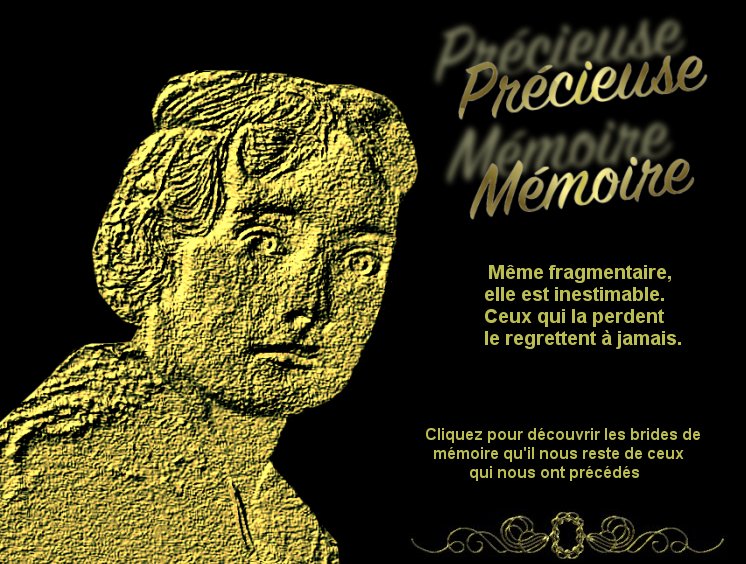 Précieuse
Précieuse
Mémoire
Mémoire
Même fragmentaire,
elle est inestimable.
Ceux qui la perdent
le regrettent à jamais.
Cliquez pour découvrir les brides de
mémoire qu'il nous reste de ceux
qui nous ont précédés